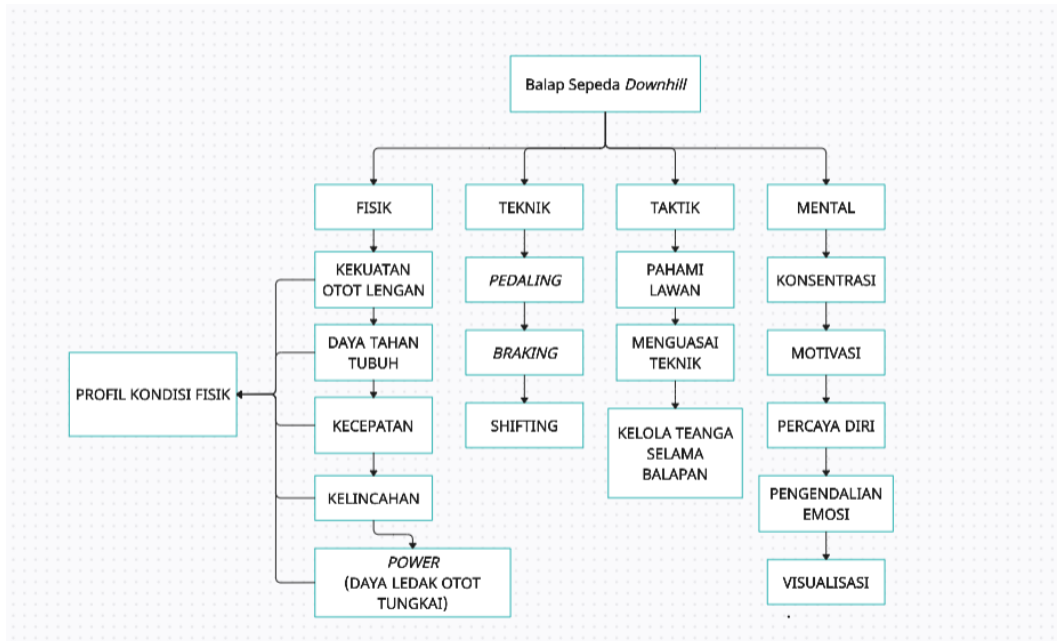 Balap Sepeda Downhill
FISIK
TEKNIK
TAKTIK
MENTAL
KEKUATAN
OTOT LENGAN
PEDALING
PAHAMI
LAWAN
KONSENTRASI
DAYA TAHAN
TUBUH
BRAKING
MENGUASAI
TEKNIK
MOTIVASI
PROFIL KONDISI FISIK
KECEPATAN
SHIFTING
KELOLA TEANGA
SELAMA
BALAPAN
PERCAYA DIRI
KELINCAHAN
PENGENDALIAN
EMOSI
POWER
(DAYA LEDAK OTOT
TUNGKAI)
VISUALISASI